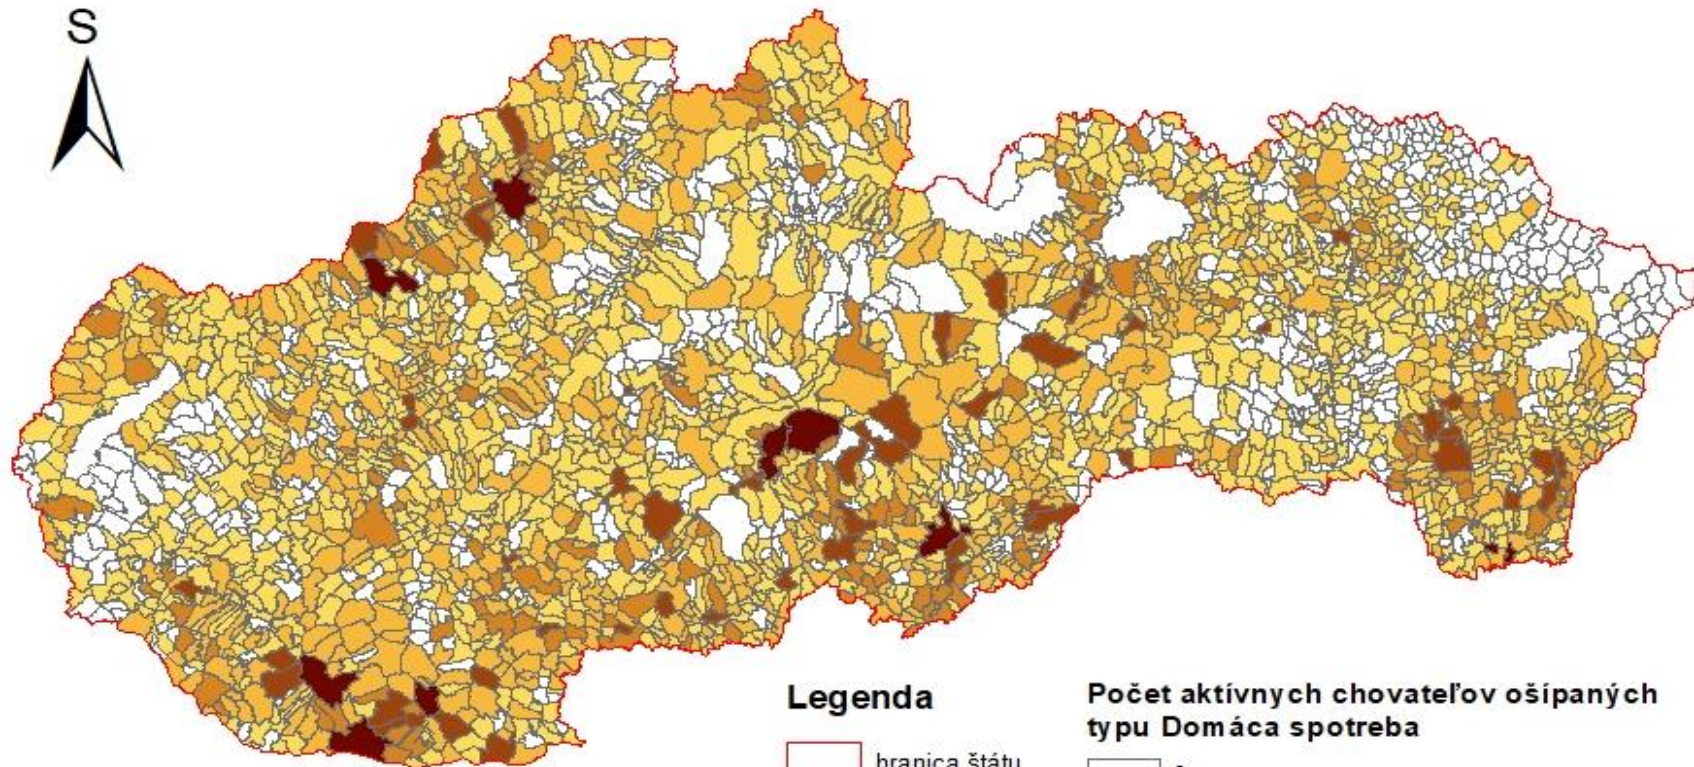 S
Legenda
hranica štátu
Počet aktívnych chovateľov ošípaných
typu Domáca spotreba